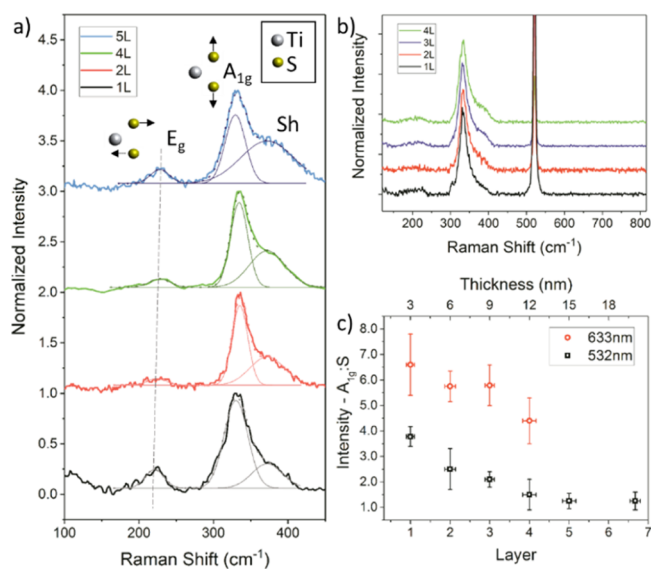 a)
5L
4L
2L
1L
Ti
S
A1g
Eg
Sh
Normalized Intensity
4.5
4.0
3.5
3.0
2.5
2.0
1.5
1.0
0.5
0.0
100 200 300 400
Raman Shift (cm-1)
b)
4L
3L
2L
1L
Normalized Intensity
200 300 400 500 600 700 800
Raman Shift (cm-1)
Thickness (nm)
3 6 9 12 15 18
c)
633nm
532nm
Intensity - A1g:S
8.0
7.0
6.0
5.0
4.0
3.0
2.0
1.0
1 2 3 4 5 6 7
Layer